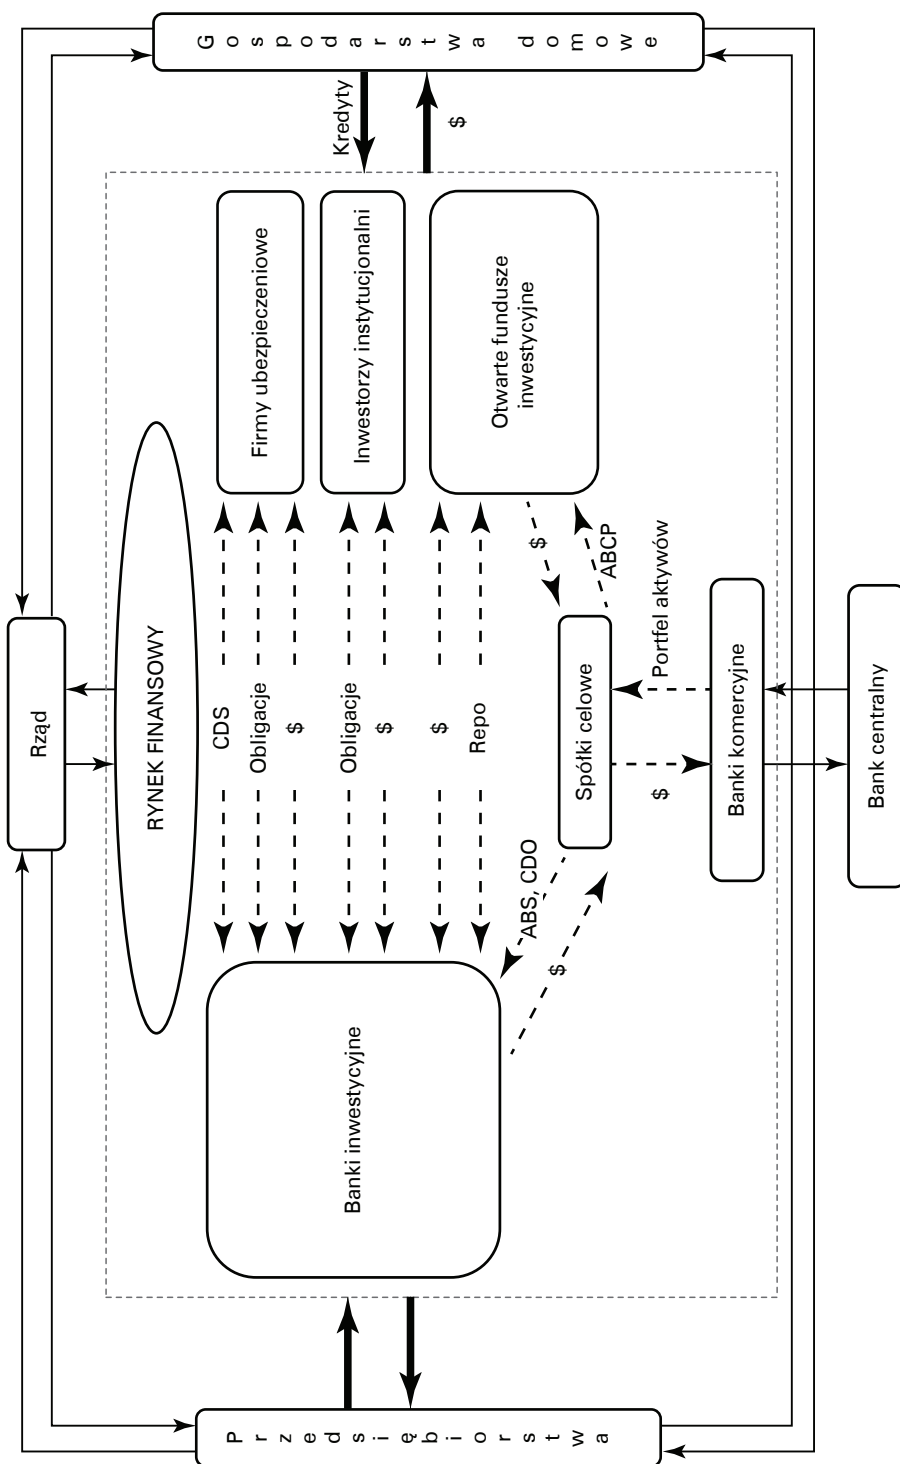 Rząd
RYNEK FINANSOWY
Przedsiębiorstwa
Banki inwestycyjne
CDS
Obligacje
$
Obligacje
$
$
Repo
Firmy ubezpieczeniowe
Inwestorzy instytucjonalni
Otwarte fundusze
inwestycyjne
Kredyty
$
Gospodarstwa domowe
ABS, CDO
$
Spółki celowe
$
ABCP
$
Portfel aktywów
Banki komercyjne
Bank centralny